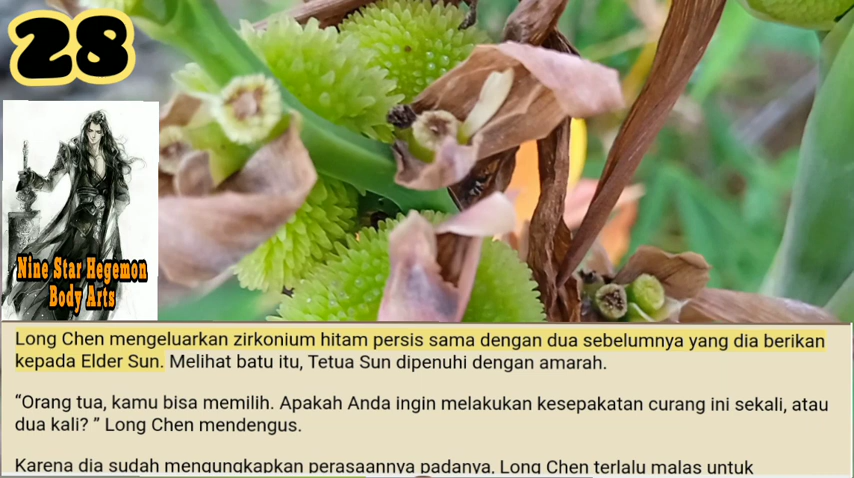 28
Nine Star Hegemon
Body Arts
Long Chen mengeluarkan zirkonium hitam persis sama dengan dua sebelumnya yang dia berikan
kepada Elder Sun. Melihat batu itu, Tetua Sun dipenuhi dengan amarah.
“Orang tua, kamu bisa memilih. Apakah Anda ingin melakukan kesepakatan curang ini sekali, atau
dua kali? ” Long Chen mendengus.
Karena dia sudah mengungkapkan perasaannya padanya, Long Chen terlalu malas untuk